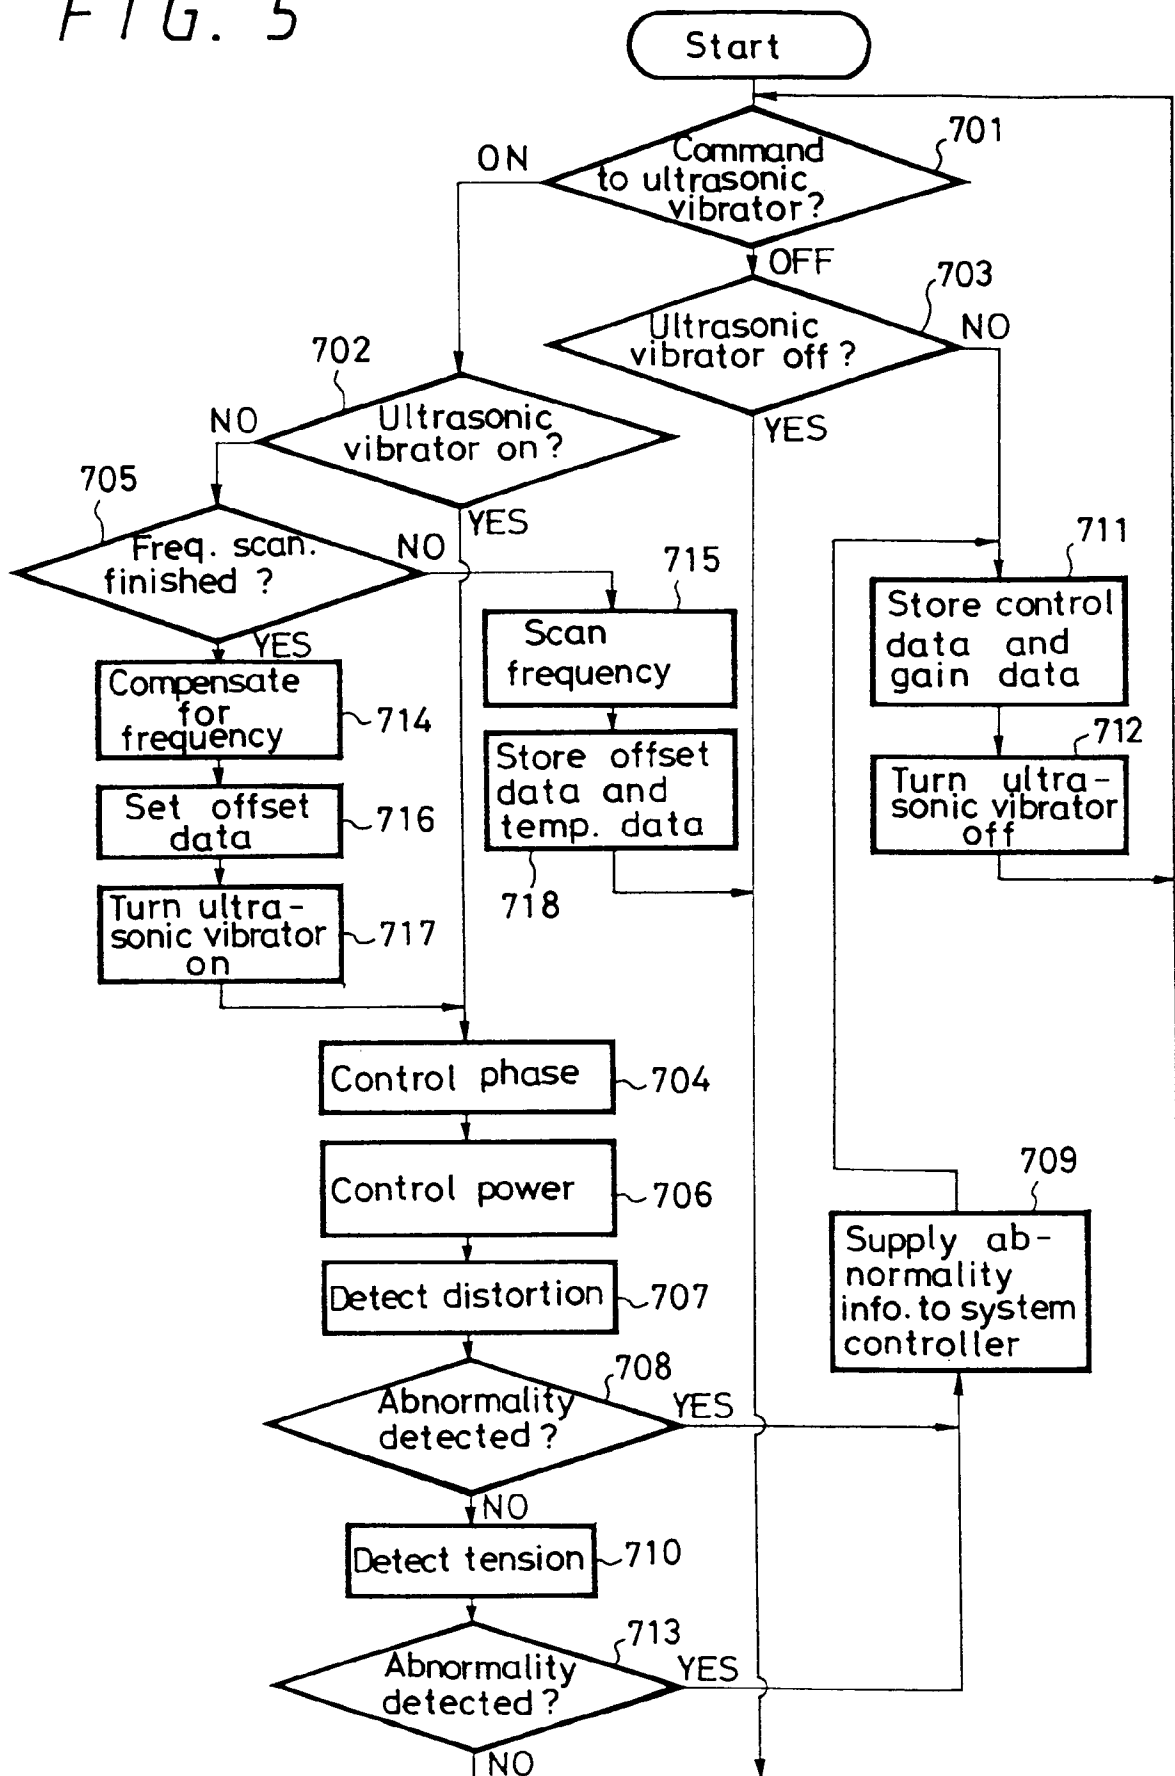 FIG. 5
Start
701
Command
to ultrasonic
vibrator?
ON
OFF
703
Ultrasonic
vibrator off?
NO
YES
702
Ultrasonic
vibrator on?
NO
YES
705
Freq. scan.
finished?
NO
YES
715
Scan
frequency
711
Store control
data and
gain data
Compensate
for
frequency
714
712
Turn ultra-
sonic vibrator
off
Store offset
data and
temp. data
718
Set offset
data
716
Turn ultra-
sonic vibrator
on
717
Control phase
704
Control power
706
709
Supply ab-
normality
info. to system
controller
Detect distortion
707
708
Abnormality
detected?
YES
NO
Detect tension
710
713
Abnormality
detected?
YES
NO